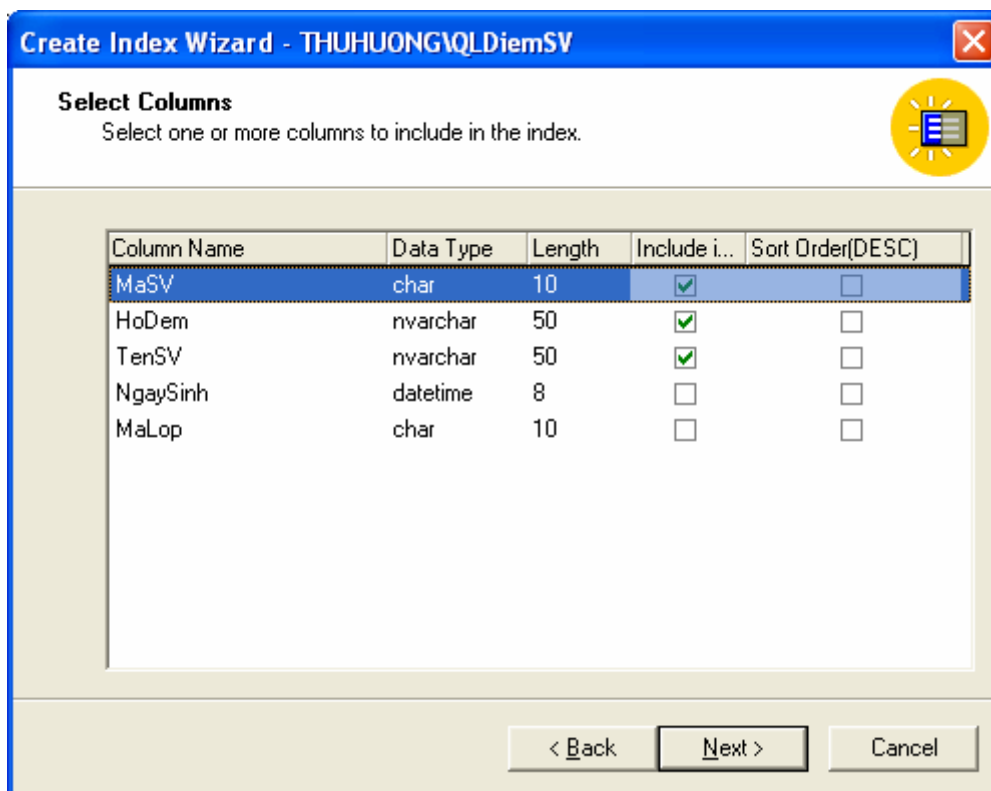 Create Index Wizard - THUHUONG\QLDiemSV
Select Columns
Select one or more columns to include in the index.
Column Name Data Type Length Include i... Sort Order(DESC)
MaSV char 10
HoDem nvarchar 50
TenSV nvarchar 50
NgaySinh datetime 8
MaLop char 10
< Back Next > Cancel